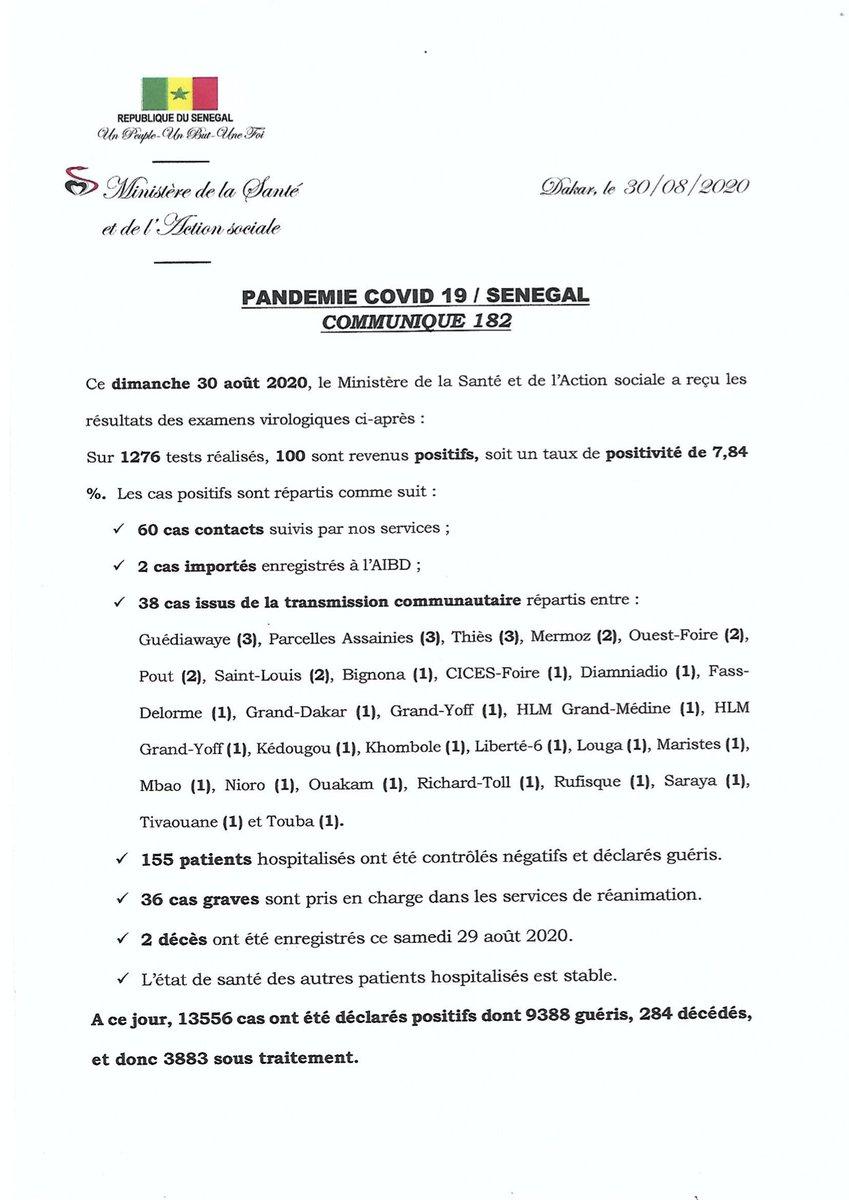 REPUBLIQUE DU SENEGAL
Un Peuple-Un But-Une Foi
Ministère de la Santé
et de l'Action sociale
Dakar, le 30/08/2020
PANDEMIE COVID 19 / SENEGAL
COMMUNIQUE 182
Ce dimanche 30 août 2020, le Ministère de la Santé et de l'Action sociale a reçu les
résultats des examens virologiques ci-après :
Sur 1276 tests réalisés, 100 sont revenus positifs, soit un taux de positivité de 7,84
%. Les cas positifs sont répartis comme suit :
✓ 60 cas contacts suivis par nos services ;
✓ 2 cas importés enregistrés à l'AIBD ;
✓ 38 cas issus de la transmission communautaire répartis entre :
Guédiawaye (3), Parcelles Assainies (3), Thiès (3), Mermoz (2), Ouest-Foire (2),
Pout (2), Saint-Louis (2), Bignona (1), CICES-Foire (1), Diamniadio (1), Fass-
Delorme (1), Grand-Dakar (1), Grand-Yoff (1), HLM Grand-Médine (1), HLM
Grand-Yoff (1), Kédougou (1), Khombole (1), Liberté-6 (1), Louga (1), Maristes (1),
Mbao (1), Nioro (1), Ouakam (1), Richard-Toll (1), Rufisque (1), Saraya (1),
Tivaouane (1) et Touba (1).
✓ 155 patients hospitalisés ont été contrôlés négatifs et déclarés guéris.
✓ 36 cas graves sont pris en charge dans les services de réanimation.
✓ 2 décès ont été enregistrés ce samedi 29 août 2020.
✓ L'état de santé des autres patients hospitalisés est stable.
A ce jour, 13556 cas ont été déclarés positifs dont 9388 guéris, 284 décédés,
et donc 3883 sous traitement.